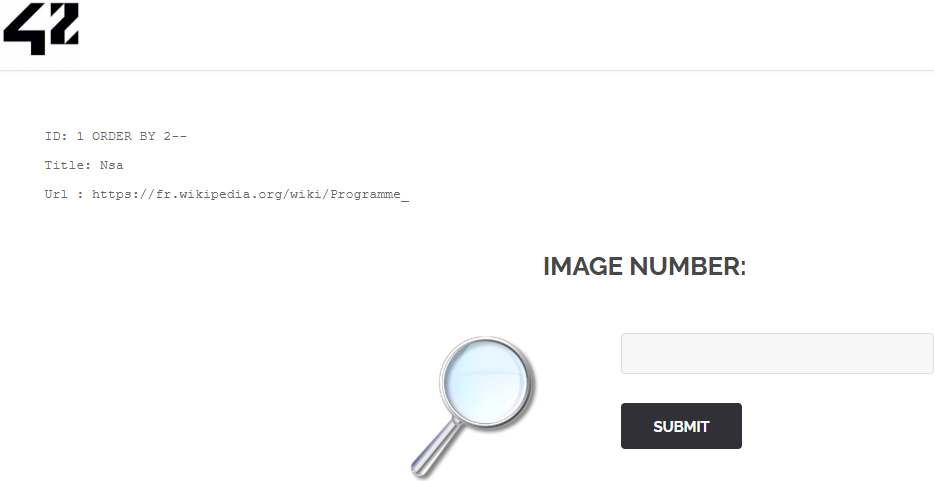 42
ID: 1 ORDER BY 2--
Title: Nsa
Url : https://fr.wikipedia.org/wiki/Programme_
IMAGE NUMBER:
SUBMIT